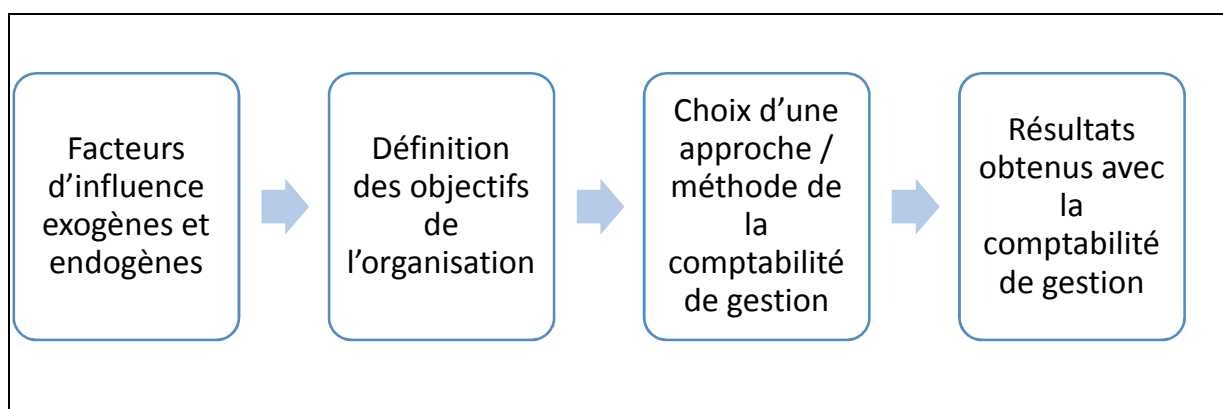 Facteurs
d’influence
exogènes et
endogènes
Définition
des objectifs
de
l’organisation
Choix d’une
approche /
méthode de
la
comptabilité
de gestion
Résultats
obtenus avec
la
comptabilité
de gestion